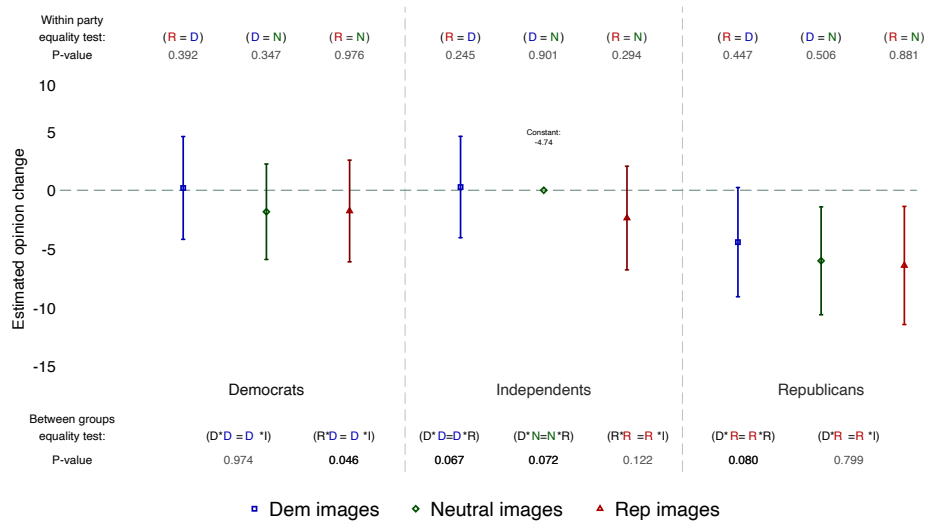 Within party
equality test: (R = D) (D = N) (R = N) (R = D) (D = N) (R = N) (R = D) (D = N) (R = N)
P-value 0.392 0.347 0.976 0.245 0.901 0.294 0.447 0.506 0.881
10
5
0
-5
-10
-15
Estimated opinion change
Constant:
-4.74
Democrats Independents Republicans
Between groups
equality test: (D*D = D *I) (R*D = D *I) (D* D=D*R) (D* N=N*R) (R*R =R *I) (D* R= R*R) (D*R =R *I)
P-value 0.974 0.046 0.067 0.072 0.122 0.080 0.799
Dem images Neutral images Rep images